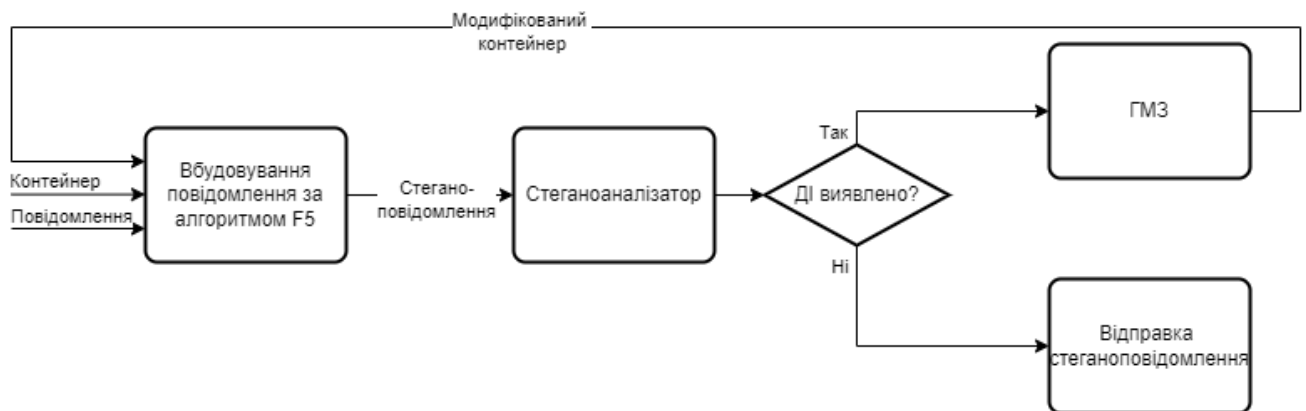 Модифікований
контейнер
ГМЗ
Так
Вбудовування
повідомлення за
алгоритмом F5
Контейнер
Повідомлення
Стегано-
повідомлення
Стеганоаналізатор
ДІ виявлено?
Ні
Відправка
стеганоповідомлення